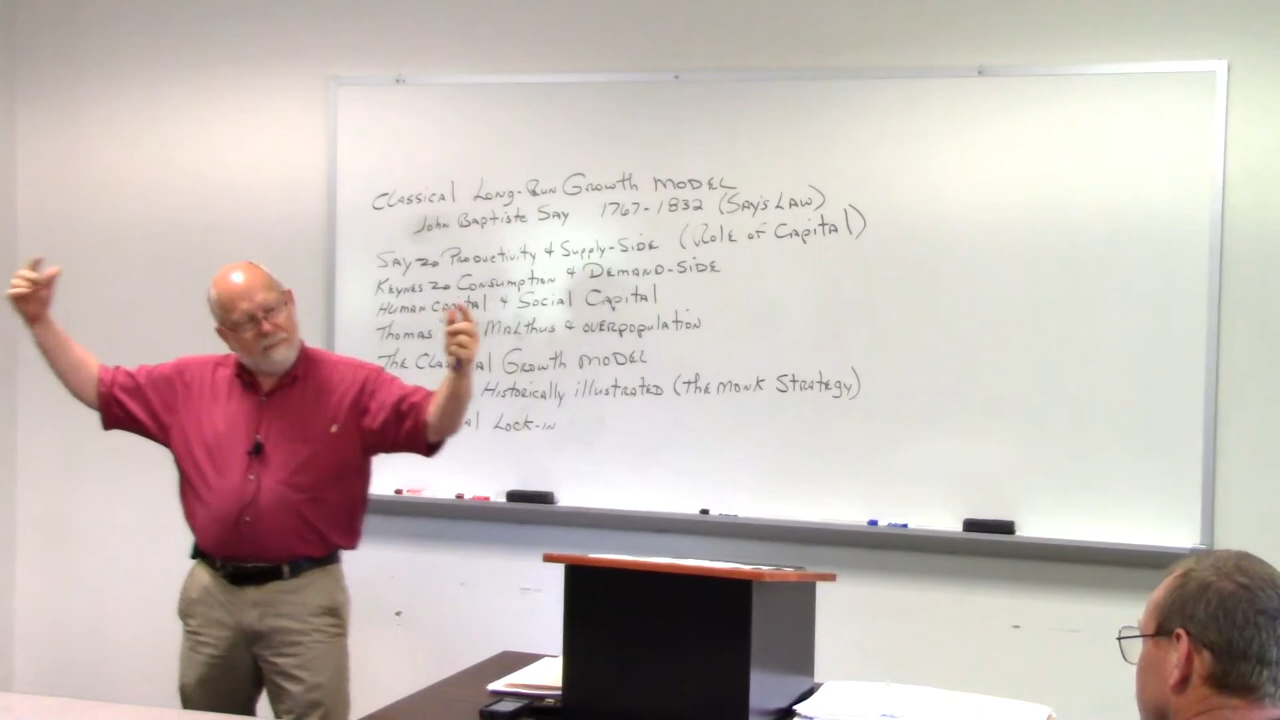 Classical Long-Run Growth Model
John Baptiste Say 1767-1832 (Say's Law)
Say Productivity & Supply-Side (Role of Capital)
Keynes Consumption & Demand-Side
Human Capital & Social Capital
Thomas Malthus & overpopulation
The Growth Model
Historically illustrated (The Monk Strategy)
Lock-in